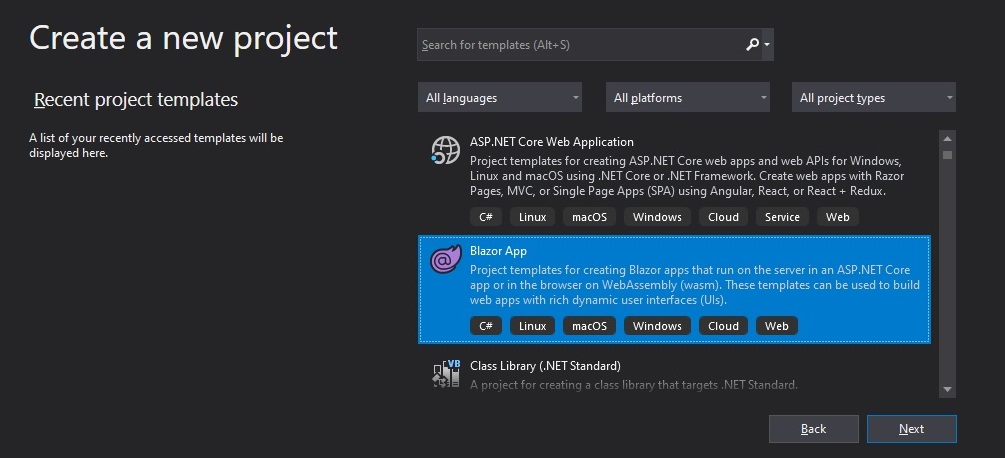 Create a new project
Search for templates (Alt+S)
Recent project templates
A list of your recently accessed templates will
be displayed here.
All languages
All platforms
All project types
ASP.NET Core Web Application
Project templates for creating ASP.NET Core web apps and web APIs for Windows,
Linux and macOS using .NET Core or .NET Framework. Create web apps with Razor
Pages, MVC, or Single Page Apps (SPA) using Angular, React, or React + Redux.
C# Linux macOS Windows Cloud Service Web
Blazor App
Project templates for creating Blazor apps that run on the server in an ASP.NET Core
app or in the browser on WebAssembly (wasm). These templates can be used to build
web apps with rich dynamic user interfaces (UIs).
C# Linux macOS Windows Cloud Web
VB
Class Library (.NET Standard)
A project for creating a class library that targets .NET Standard.
Back
Next